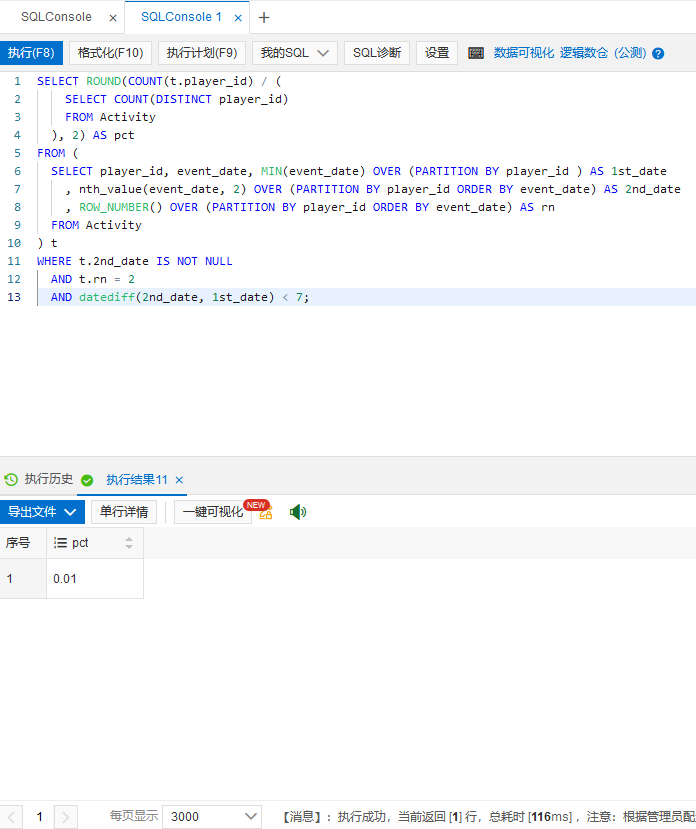 SQLConsole × SQLConsole 1 × +
执行(F8) 格式化(F10) 执行计划(F9) 我的SQL SQL诊断 设置 数据可视化 逻辑数仓 (公测) ?
1 SELECT ROUND(COUNT(t.player_id) / (
2 SELECT COUNT(DISTINCT player_id)
3 FROM Activity
4 ), 2) AS pct
5 FROM (
6 SELECT player_id, event_date, MIN(event_date) OVER (PARTITION BY player_id ) AS 1st_date
7 , nth_value(event_date, 2) OVER (PARTITION BY player_id ORDER BY event_date) AS 2nd_date
8 , ROW_NUMBER() OVER (PARTITION BY player_id ORDER BY event_date) AS rn
9 FROM Activity
10 ) t
11 WHERE t.2nd_date IS NOT NULL
12 AND t.rn = 2
13 AND datediff(2nd_date, 1st_date) < 7;
执行历史 执行结果11 ×
导出文件 单行详情 一键可视化 NEW
序号 pct
1 0.01
< 1 > 每页显示 3000 【消息】：执行成功，当前返回 [1] 行，总耗时 [116ms]，注意：根据管理员配